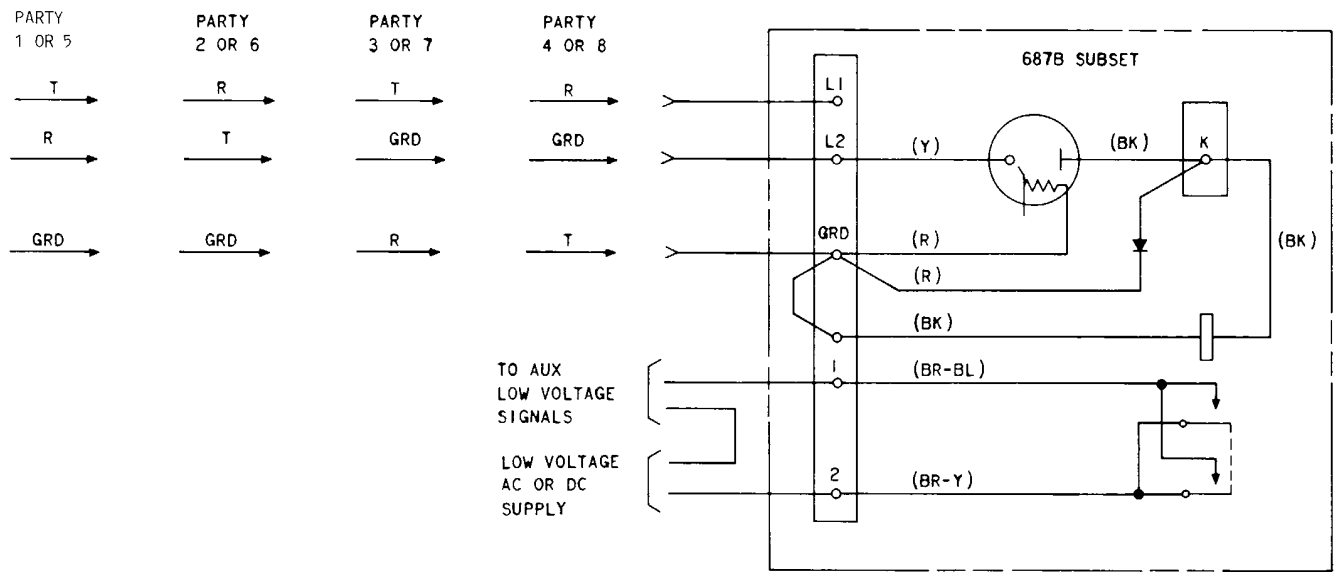 PARTY
1 OR 5
PARTY
2 OR 6
PARTY
3 OR 7
PARTY
4 OR 8
687B SUBSET
T
R
T
R
L1
R
T
GRD
GRD
L2
(Y)
(BK)
K
GRD
GRD
R
T
GRD
(R)
(BK)
(R)
(BK)
TO AUX
LOW VOLTAGE
SIGNALS
1
(BR-BL)
LOW VOLTAGE
AC OR DC
SUPPLY
2
(BR-Y)